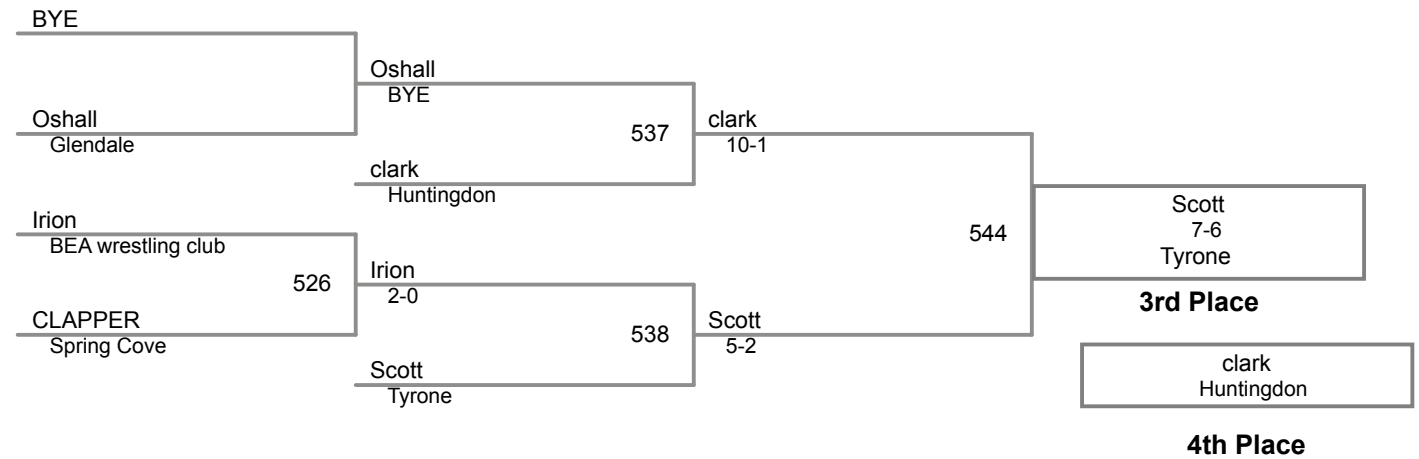 BYE
Oshall
BYE
Oshall
Glendale
537
clark
10-1
clark
Huntingdon
Irion
BEA wrestling club
544
Scott
7-6
Tyrone
526
Irion
2-0
3rd Place
CLAPPER
Spring Cove
538
Scott
5-2
Scott
Tyrone
clark
Huntingdon
4th Place